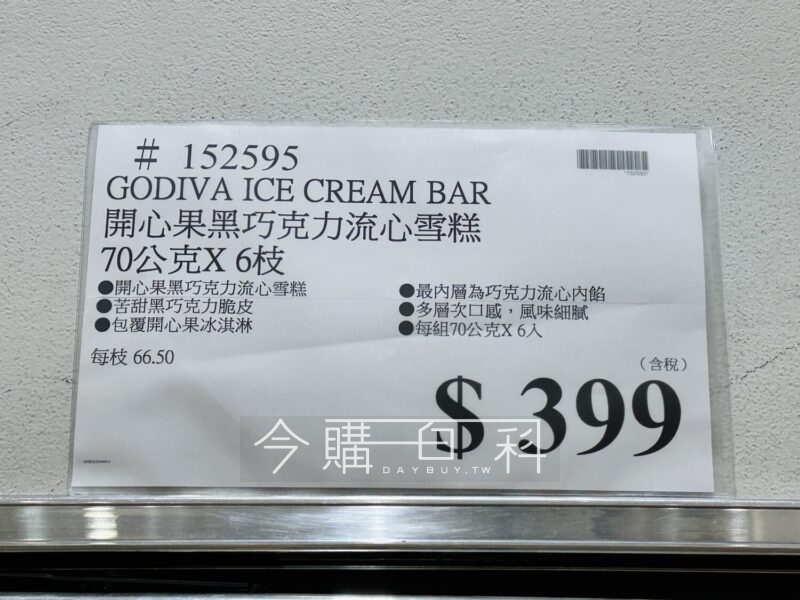 # 152595
"152595"
GODIVA ICE CREAM BAR
開心果黑巧克力流心雪糕
70公克X 6枝
●開心果黑巧克力流心雪糕
●苦甜黑巧克力脆皮
●包覆開心果冰淇淋
●最內層為巧克力流心內餡
●多層次口感，風味細膩
●每組70公克X 6入
每枝 66.50
（含稅）
$ 399
今購百科
DAYBUY.TW